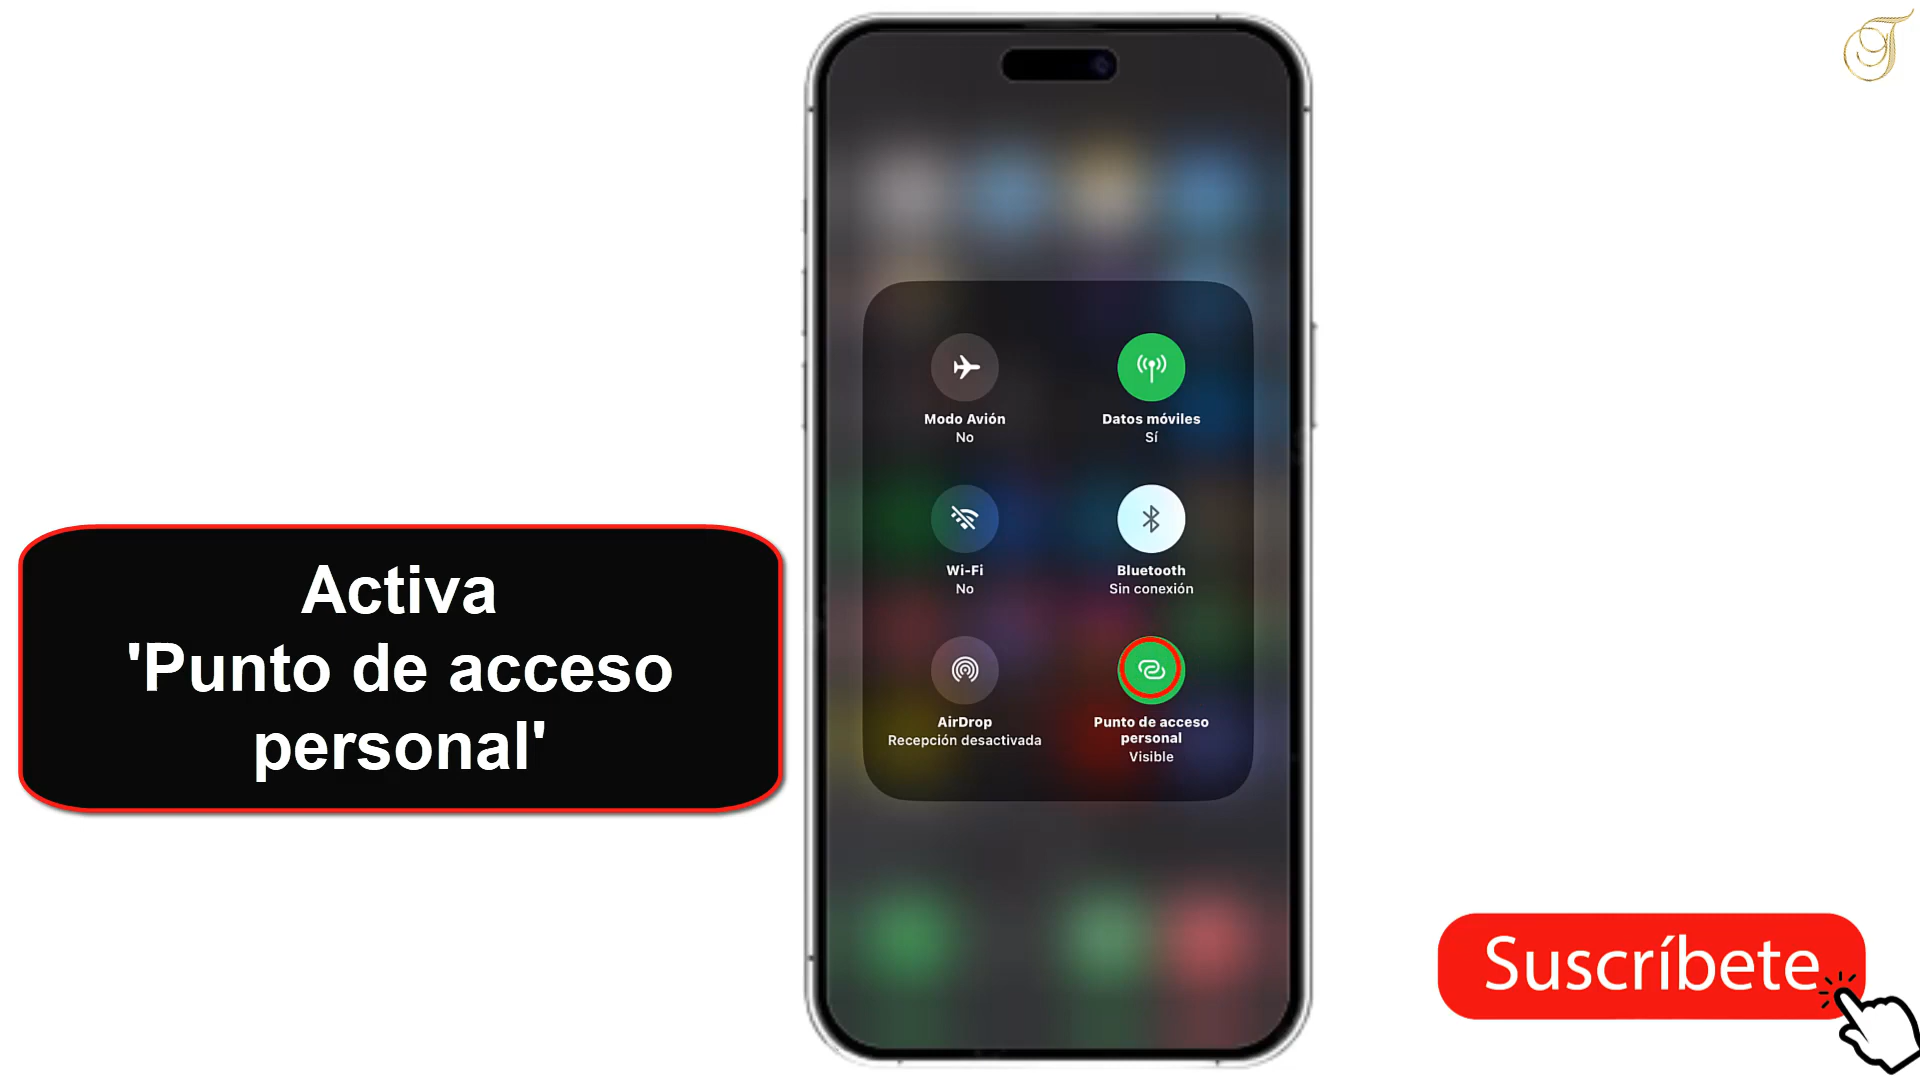 Activa
'Punto de acceso
personal'
Modo Avión
No
Datos móviles
Sí
Wi-Fi
No
Bluetooth
Sin conexión
AirDrop
Recepción desactivada
Punto de acceso
personal
Visible
Suscríbete